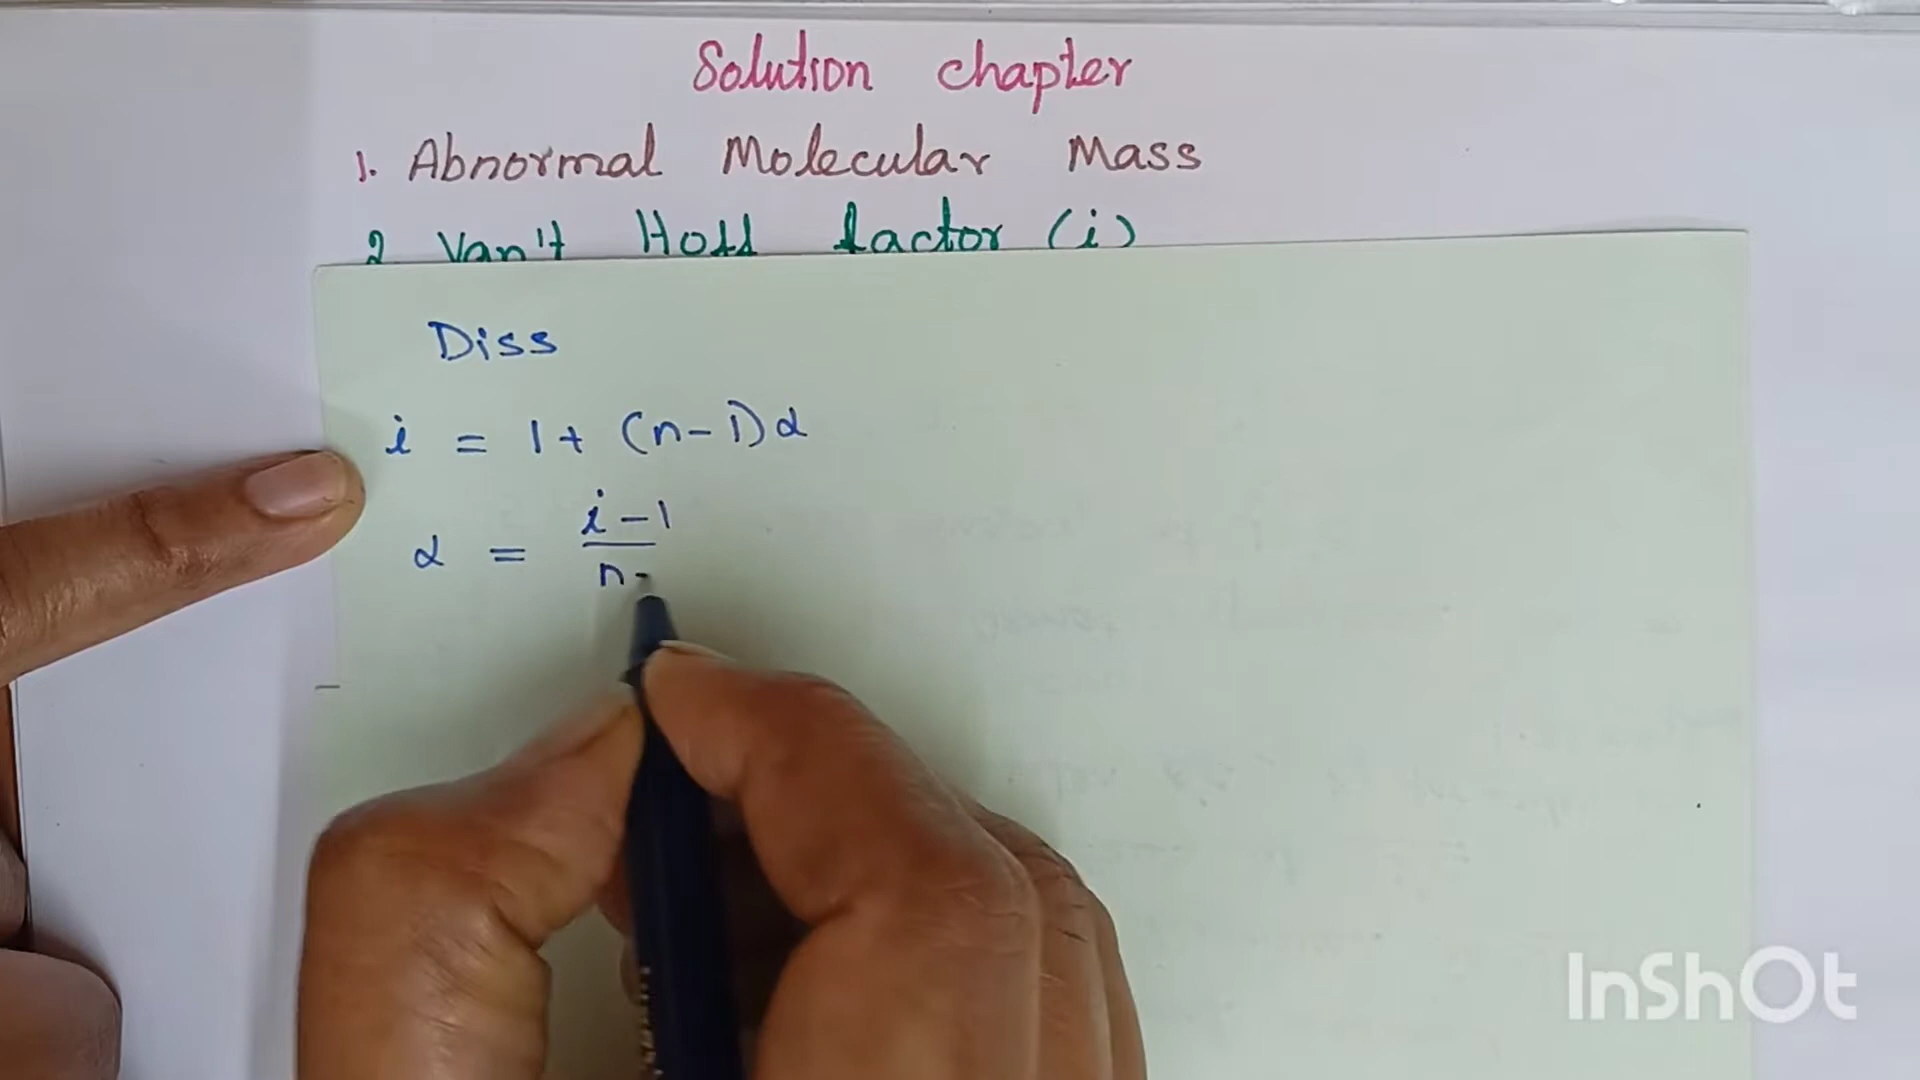 Solution chapter
1. Abnormal Molecular Mass
2 Van't Hoff factor (i)
Diss
i = 1 + (n-1)α
α = i-1
n-
InShOt